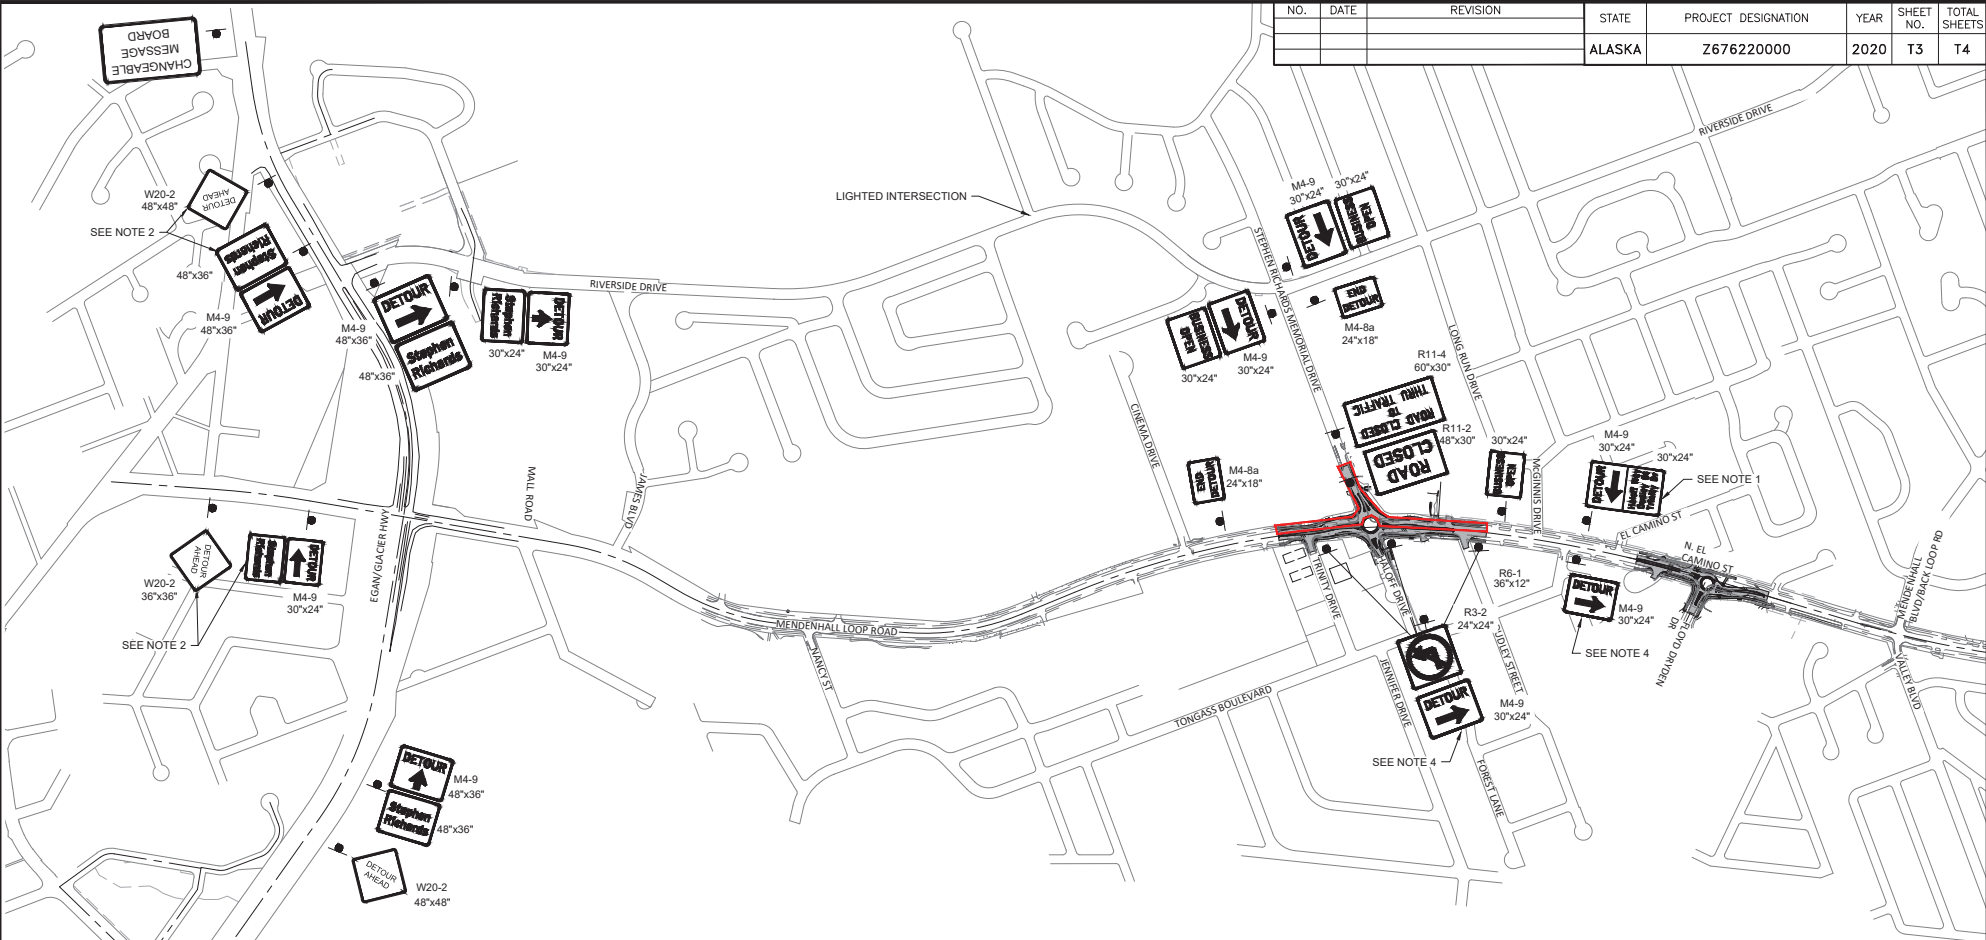 NO.
DATE
REVISION
STATE
PROJECT DESIGNATION
YEAR
SHEET
NO.
TOTAL
SHEETS
ALASKA
Z676220000
2020
T3
T4
CHANGEABLE
MESSAGE
BOARD
RIVERSIDE DRIVE
W20-2
48"x48"
DETOUR
AHEAD
SEE NOTE 2
Stephen
Richards
48"x36"
DETOUR
M4-9
48"x36"
DETOUR
M4-9
48"x36"
Stephen
Richards
48"x36"
Stephen
Richards
30"x24"
DETOUR
M4-9
30"x24"
RIVERSIDE DRIVE
LIGHTED INTERSECTION
M4-9
30"x24"
DETOUR
30"x24"
BUSINESS
OPEN
STEPHEN RICHARDS MEMORIAL DRIVE
END
DETOUR
M4-8a
24"x18"
BUSINESS
OPEN
30"x24"
DETOUR
M4-9
30"x24"
LONG RUN DRIVE
R11-4
60"x30"
ROAD CLOSED
TO
THRU TRAFFIC
R11-2
48"x30"
ROAD
CLOSED
CINEMA DRIVE
END
DETOUR
M4-8a
24"x18"
30"x24"
BUSINESS
OPEN
McGINNIS DRIVE
M4-9
30"x24"
DETOUR
30"x24"
SEE NOTE 1
EL CAMINO ST
N. EL
CAMINO ST
MENDENHALL
BLVD/BACK LOOP RD
MALL ROAD
JAMES BLVD
EGAN/GLACIER HWY
DETOUR
AHEAD
W20-2
36"x36"
Stephen
Richards
DETOUR
M4-9
30"x24"
SEE NOTE 2
MENDENHALL LOOP ROAD
NANCY ST
TRINITY DRIVE
HALOFF DRIVE
R6-1
36"x12"
R3-2
24"x24"
DETOUR
M4-9
30"x24"
SEE NOTE 4
DETOUR
M4-9
30"x24"
SEE NOTE 4
UDLEY STREET
JENNIFER DRIVE
TONGASS BOULEVARD
FOREST LANE
FLOYD DRYDEN
DR
VALLEY BLVD
DETOUR
M4-9
48"x36"
Stephen
Richards
48"x36"
DETOUR
AHEAD
W20-2
48"x48"